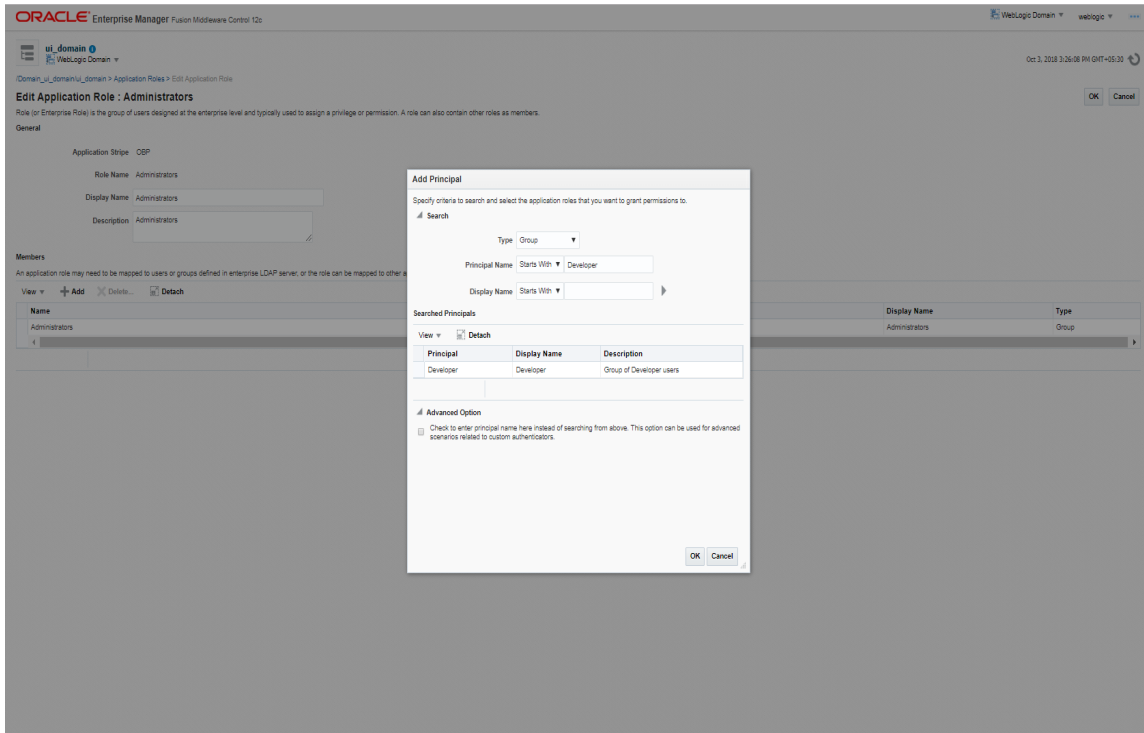 ORACLE Enterprise Manager Fusion Middleware Control 12c
WebLogic Domain weblogic
ui_domain
WebLogic Domain
Oct 3, 2018 3:26:08 PM GMT+05:30
/Domain_ui_domain/ui_domain > Application Roles > Edit Application Role
Edit Application Role : Administrators
OK Cancel
Role (or Enterprise Role) is the group of users designed at the enterprise level and typically used to assign a privilege or permission. A role can also contain other roles as members.
General
Application Stripe OBP
Role Name Administrators
Display Name Administrators
Description Administrators
Members
An application role may need to be mapped to users or groups defined in enterprise LDAP server, or the role can be mapped to other a
View Add Delete... Detach
Name Display Name Type
Administrators Administrators Group
Add Principal
Specify criteria to search and select the application roles that you want to grant permissions to.
Search
Type Group
Principal Name Starts With Developer
Display Name Starts With
Searched Principals
View Detach
Principal Display Name Description
Developer Developer Group of Developer users
Advanced Option
Check to enter principal name here instead of searching from above. This option can be used for advanced
scenarios related to custom authenticators.
OK Cancel